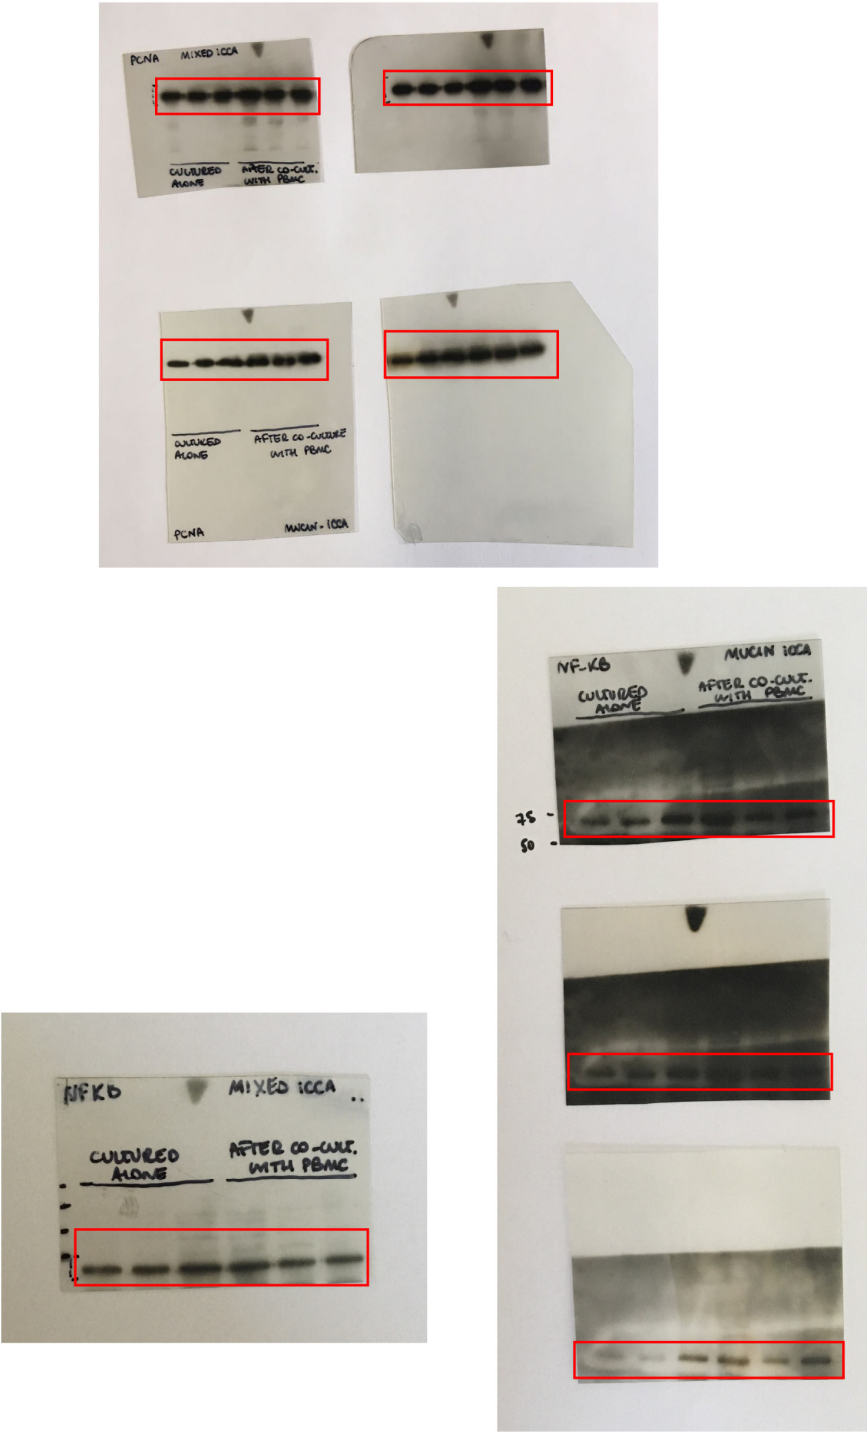 PCNA MIXED iCCA
CULTURED
ALONE
AFTER CO-CULT.
WITH PBMC
CULTURED
ALONE
AFTER CO-CULTURE
WITH PBMC
PCNA MUCIN-iCCA
NF-KB MUCIN iCCA
CULTURED
ALONE
AFTER CO-CULT.
WITH PBMC
75 -
50 -
NFKB MIXED iCCA
CULTURED
ALONE
AFTER CO-CULT.
WITH PBMC